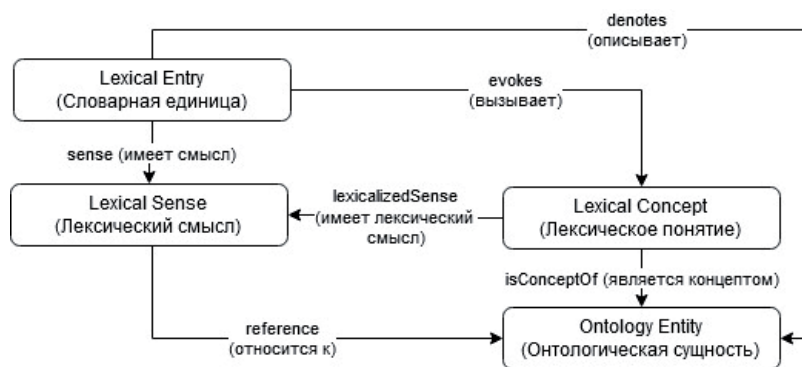 denotes
(описывает)
Lexical Entry
(Словарная единица)
evokes
(вызывает)
sense (имеет смысл)
Lexical Sense
(Лексический смысл)
lexicalizedSense
(имеет лексический
смысл)
Lexical Concept
(Лексическое понятие)
isConceptOf (является концептом)
reference
(относится к)
Ontology Entity
(Онтологическая сущность)